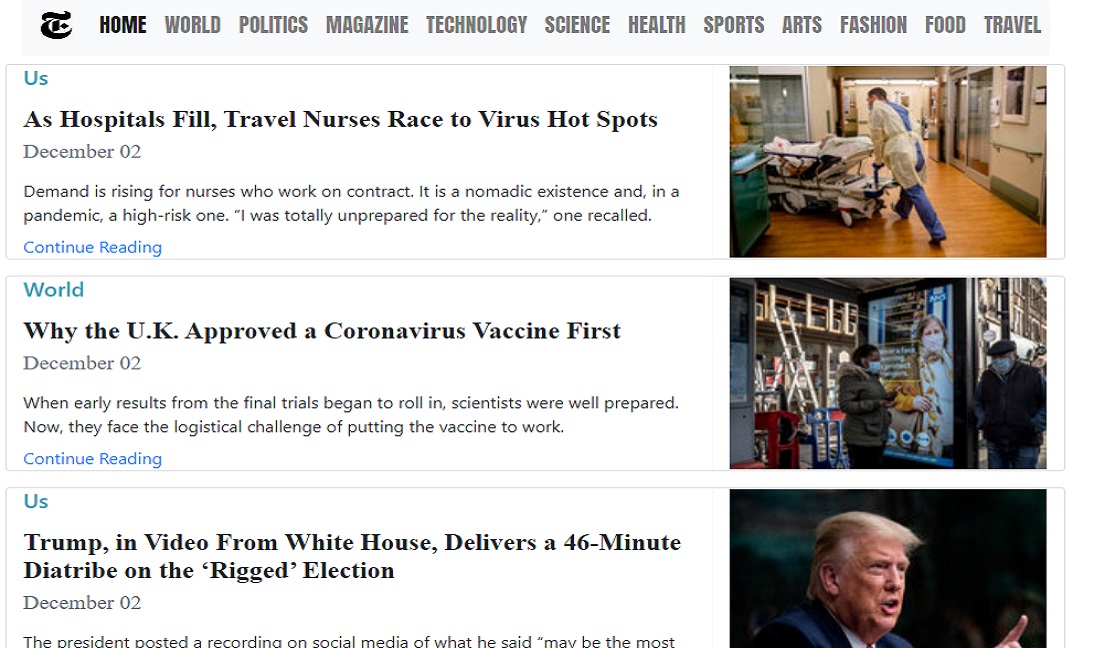 HOME WORLD POLITICS MAGAZINE TECHNOLOGY SCIENCE HEALTH SPORTS ARTS FASHION FOOD TRAVEL
Us
As Hospitals Fill, Travel Nurses Race to Virus Hot Spots
December 02
Demand is rising for nurses who work on contract. It is a nomadic existence and, in a
pandemic, a high-risk one. “I was totally unprepared for the reality,” one recalled.
Continue Reading
World
Why the U.K. Approved a Coronavirus Vaccine First
December 02
When early results from the final trials began to roll in, scientists were well prepared.
Now, they face the logistical challenge of putting the vaccine to work.
Continue Reading
NHS
Us
Trump, in Video From White House, Delivers a 46-Minute
Diatribe on the ‘Rigged’ Election
December 02
The president posted a recording on social media of what he said “may be the most